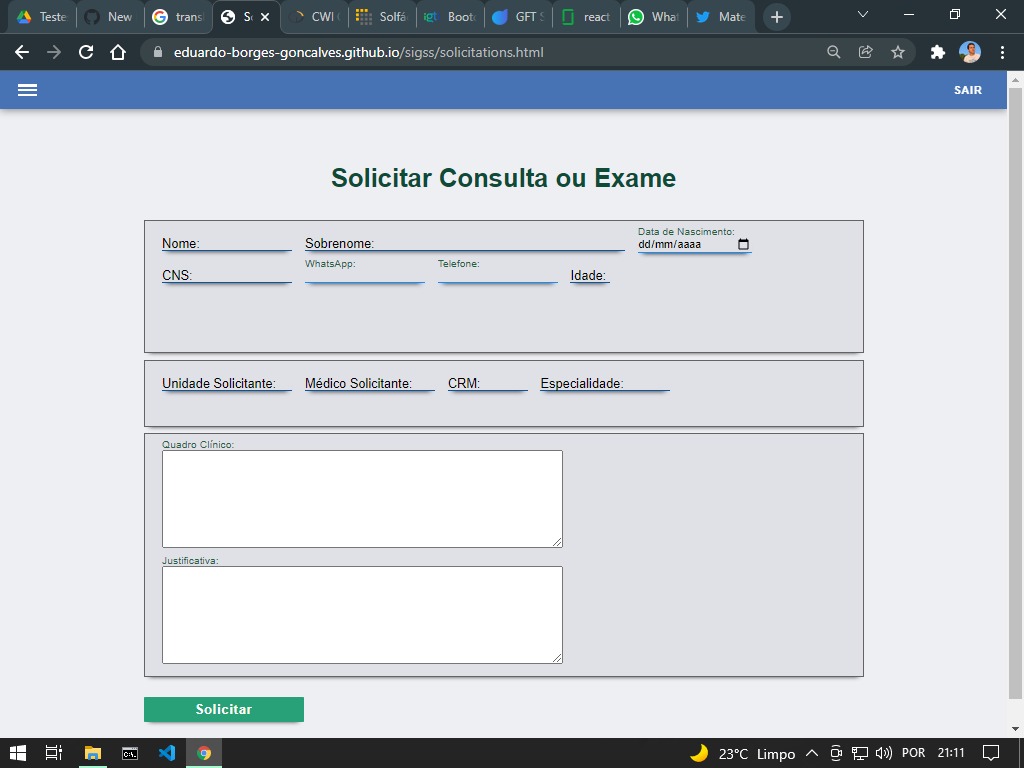 Teste
New
trans
S
CWI
Solfá
igt Boot
GFT S
react
What
Mate
eduardo-borges-goncalves.github.io/sigss/solicitations.html
SAIR
Solicitar Consulta ou Exame
Data de Nascimento:
Nome: Sobrenome: dd/mm/aaaa
WhatsApp: Telefone:
CNS: Idade:
Unidade Solicitante: Médico Solicitante: CRM: Especialidade:
Quadro Clínico:
Justificativa:
Solicitar
23°C Limpo POR 21:11